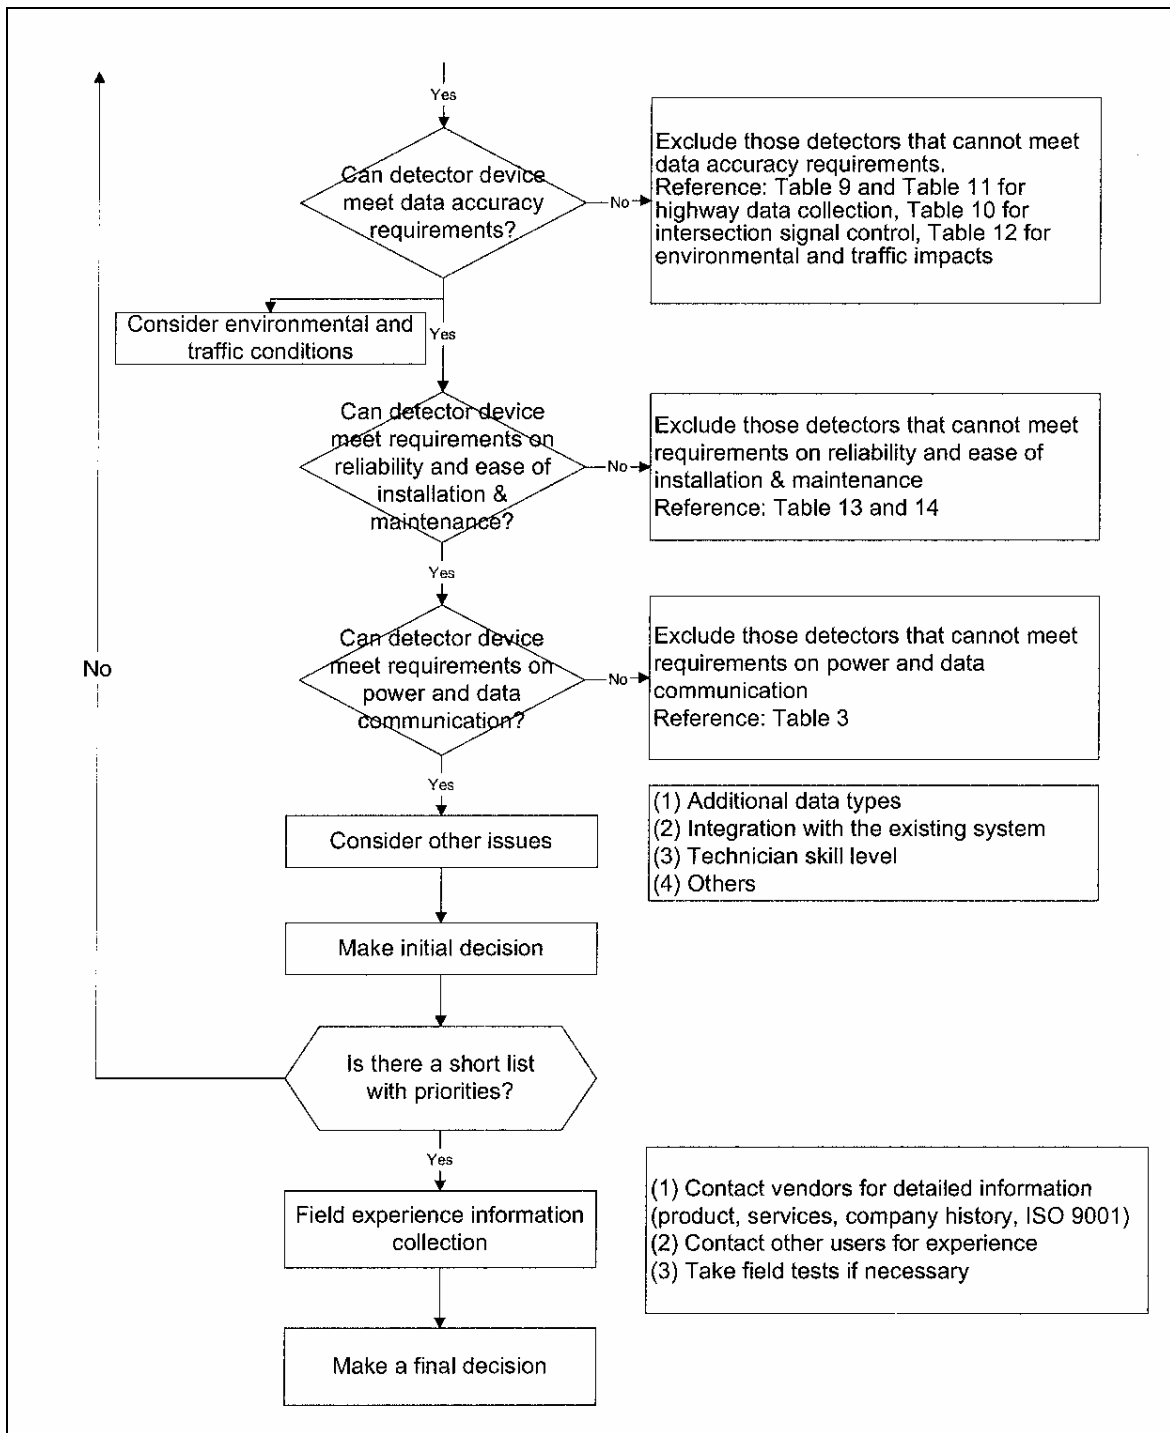 Yes
Can detector device
meet data accuracy
requirements?
No
Exclude those detectors that cannot meet
data accuracy requirements.
Reference: Table 9 and Table 11 for
highway data collection, Table 10 for
intersection signal control, Table 12 for
environmental and traffic impacts
Consider environmental and
traffic conditions
Yes
Can detector device
meet requirements on
reliability and ease of
installation &
maintenance?
No
Exclude those detectors that cannot meet
requirements on reliability and ease of
installation & maintenance
Reference: Table 13 and 14
Yes
Can detector device
meet requirements on
power and data
communication?
No
Exclude those detectors that cannot meet
requirements on power and data
communication
Reference: Table 3
No
Yes
Consider other issues
(1) Additional data types
(2) Integration with the existing system
(3) Technician skill level
(4) Others
Make initial decision
Is there a short list
with priorities?
Yes
Field experience information
collection
(1) Contact vendors for detailed information
(product, services, company history, ISO 9001)
(2) Contact other users for experience
(3) Take field tests if necessary
Make a final decision